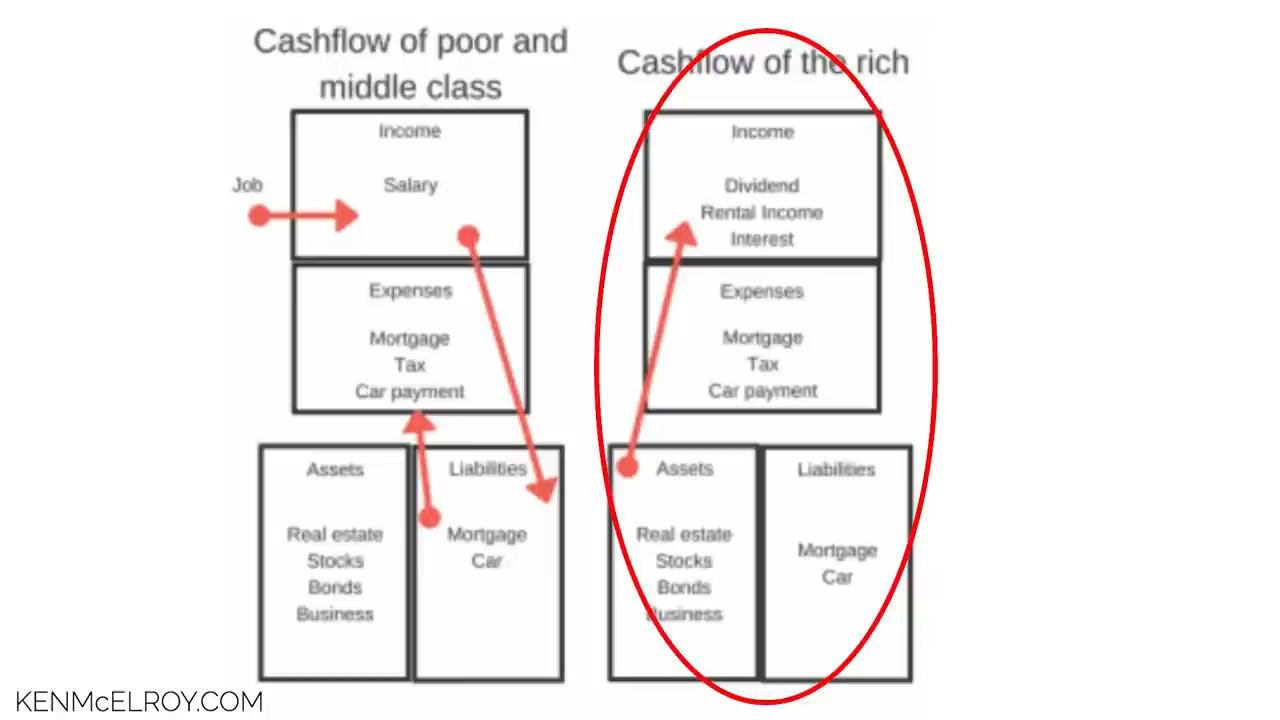 Cashflow of poor and
middle class
Income
Job
Salary
Expenses
Mortgage
Tax
Car payment
Assets
Real estate
Stocks
Bonds
Business
Liabilities
Mortgage
Car
Cashflow of the rich
Income
Dividend
Rental Income
Interest
Expenses
Mortgage
Tax
Car payment
Assets
Real estate
Stocks
Bonds
Business
Liabilities
Mortgage
Car
KENMcELROY.COM